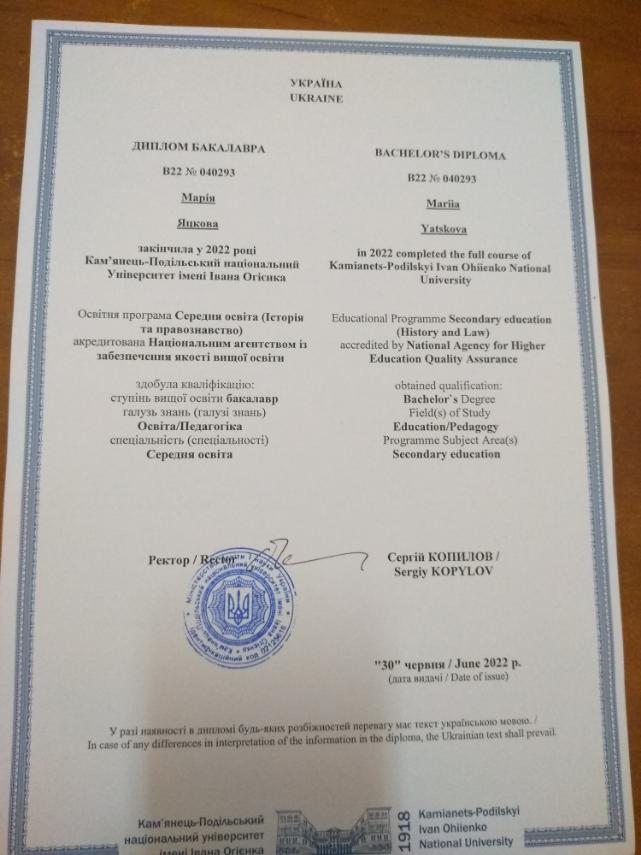 УКРАЇНА
UKRAINE
ДИПЛОМ БАКАЛАВРА
B22 № 040293
Марія
Яцкова
закінчила у 2022 році
Кам’янець-Подільський національний
Університет імені Івана Огієнка
Освітня програма Середня освіта (Історія
та правознавство)
акредитована Національним агентством із
забезпечення якості вищої освіти
здобула кваліфікацію:
ступінь вищої освіти бакалавр
галузь знань (галузі знань)
Освіта/Педагогіка
спеціальність (спеціальності)
Середня освіта
BACHELOR’S DIPLOMA
B22 № 040293
Mariia
Yatskova
in 2022 completed the full course of
Kamianets-Podilskyi Ivan Ohiienko National
University
Educational Programme Secondary education
(History and Law)
accredited by National Agency for Higher
Education Quality Assurance
obtained qualification:
Bachelor`s Degree
Field(s) of Study
Education/Pedagogy
Programme Subject Area(s)
Secondary education
Ректор / Rector
Сергій КОПИЛОВ /
Sergiy KOPYLOV
"30" червня / June 2022 р.
(дата видачі / Date of issue)
У разі наявності в дипломі будь-яких розбіжностей перевагу має текст українською мовою. /
In case of any differences in interpretation of the information in the diploma, the Ukrainian text shall prevail.
Кам’янець-Подільський
національний університет
імені Івана Огієнка
1918
Kamianets-Podilskyi
Ivan Ohiienko
National University